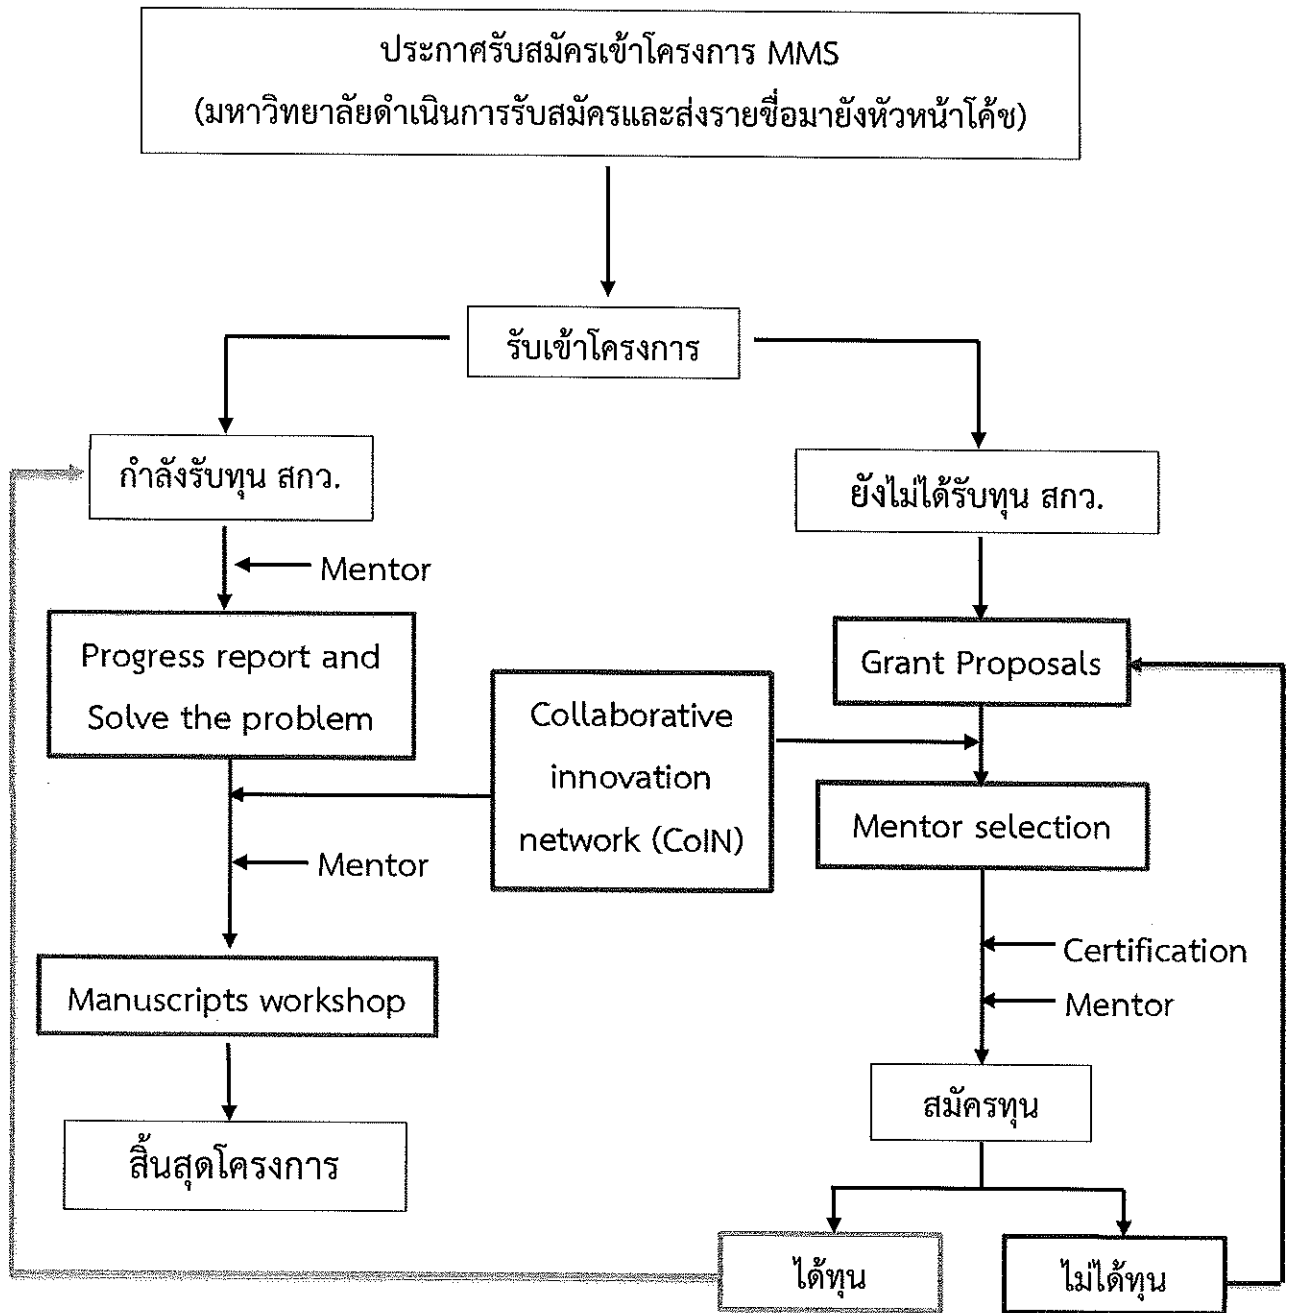 ประกาศรับสมัครเข้าโครงการ MMS
(มหาวิทยาลัยดำเนินการรับสมัครและส่งรายชื่อมายังหัวหน้าโค้ช)
รับเข้าโครงการ
กำลังรับทุน สกว.
ยังไม่ได้รับทุน สกว.
Mentor
Progress report and
Solve the problem
Grant Proposals
Collaborative
innovation
network (CoIN)
Mentor selection
Mentor
Certification
Mentor
Manuscripts workshop
สมัครทุน
สิ้นสุดโครงการ
ได้ทุน
ไม่ได้ทุน